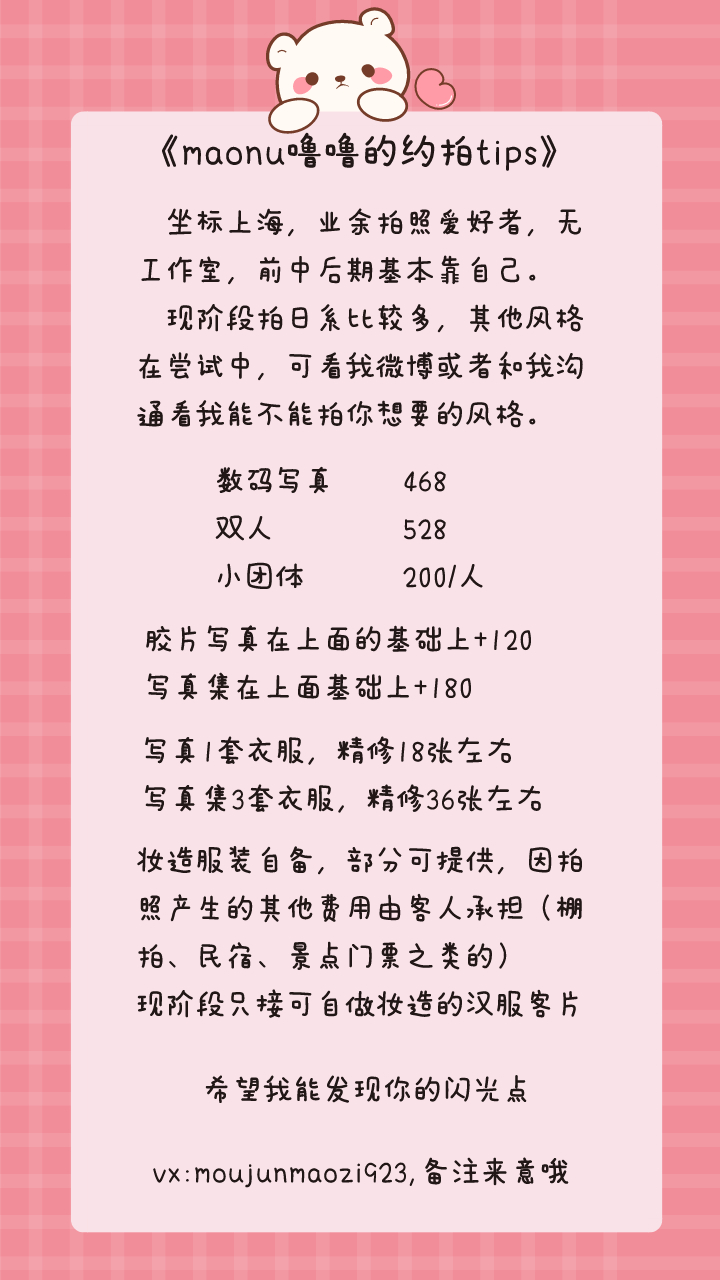 《maonu噜噜的约拍tips》
坐标上海，业余拍照爱好者，无
工作室，前中后期基本靠自己。
现阶段拍日系比较多，其他风格
在尝试中，可看我微博或者和我沟
通看我能不能拍你想要的风格。
数码写真 468
双人 528
小团体 200/人
胶片写真在上面的基础上+120
写真集在上面基础上+180
写真1套衣服，精修18张左右
写真集3套衣服，精修36张左右
妆造服装自备，部分可提供，因拍
照产生的其他费用由客人承担（棚
拍、民宿、景点门票之类的）
现阶段只接可自做妆造的汉服客片
希望我能发现你的闪光点
vx:moujunmaozi923,备注来意哦